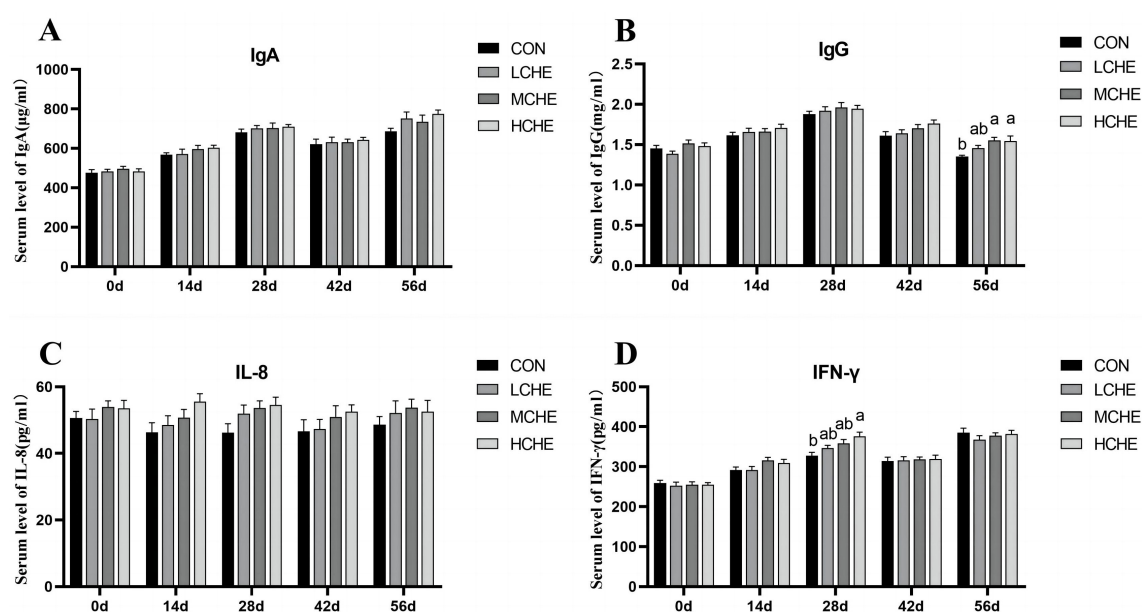 A
IgA
Serum level of IgA(μg/ml)
1000
800
600
400
200
0
0d 14d 28d 42d 56d
CON
LCHE
MCHE
HCHE
B
IgG
Serum level of IgG(mg/ml)
2.5
2.0
1.5
1.0
0.5
0.0
b ab a a
0d 14d 28d 42d 56d
CON
LCHE
MCHE
HCHE
C
IL-8
Serum level of IL-8(pg/ml)
60
40
20
0
0d 14d 28d 42d 56d
CON
LCHE
MCHE
HCHE
D
IFN-γ
Serum level of IFN-γ(pg/ml)
500
400
300
200
100
0
b ab ab a
0d 14d 28d 42d 56d
CON
LCHE
MCHE
HCHE